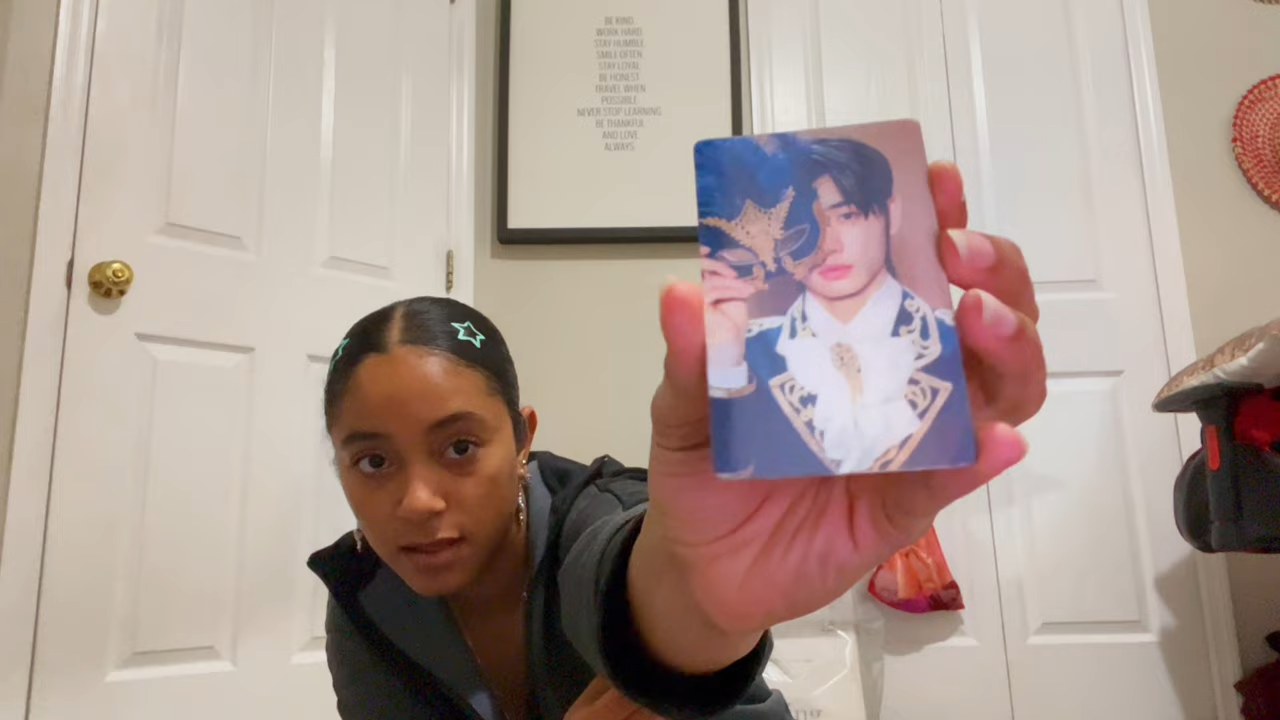 BE KIND,
WORK HARD,
STAY HUMBLE,
SMILE OFTEN,
STAY LOYAL,
BE HONEST,
TRAVEL WHEN
POSSIBLE,
NEVER STOP LEARNING,
BE THANKFUL
AND LOVE
ALWAYS.